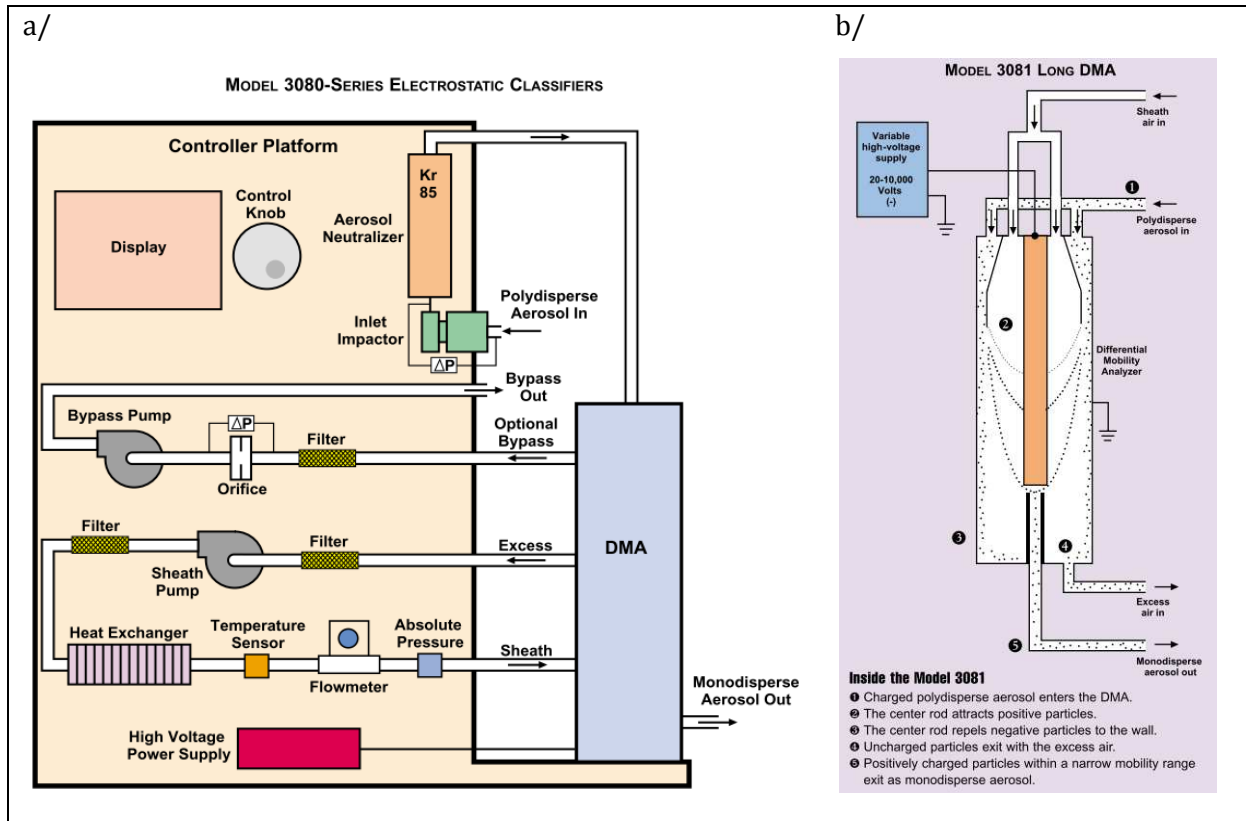 a/
MODEL 3080-SERIES ELECTROSTATIC CLASSIFIERS
Controller Platform
Display
Control
Knob
Kr
85
Aerosol
Neutralizer
Inlet
Impactor
Polydisperse
Aerosol In
ΔP
Bypass
Out
Bypass Pump
ΔP
Orifice
Filter
Optional
Bypass
Filter
Sheath
Pump
Filter
Excess
DMA
Heat Exchanger
Temperature
Sensor
Flowmeter
Absolute
Pressure
Sheath
High Voltage
Power Supply
Monodisperse
Aerosol Out
b/
MODEL 3081 LONG DMA
Sheath
air in
Variable
high-voltage
supply
20-10,000
Volts
(-)
❶
Polydisperse
aerosol in
❷
Differential
Mobility
Analyzer
❸
❹
Excess
air in
❺
Monodisperse
aerosol out
Inside the Model 3081
❶ Charged polydisperse aerosol enters the DMA.
❷ The center rod attracts positive particles.
❸ The center rod repels negative particles to the wall.
❹ Uncharged particles exit with the excess air.
❺ Positively charged particles within a narrow mobility range
exit as monodisperse aerosol.